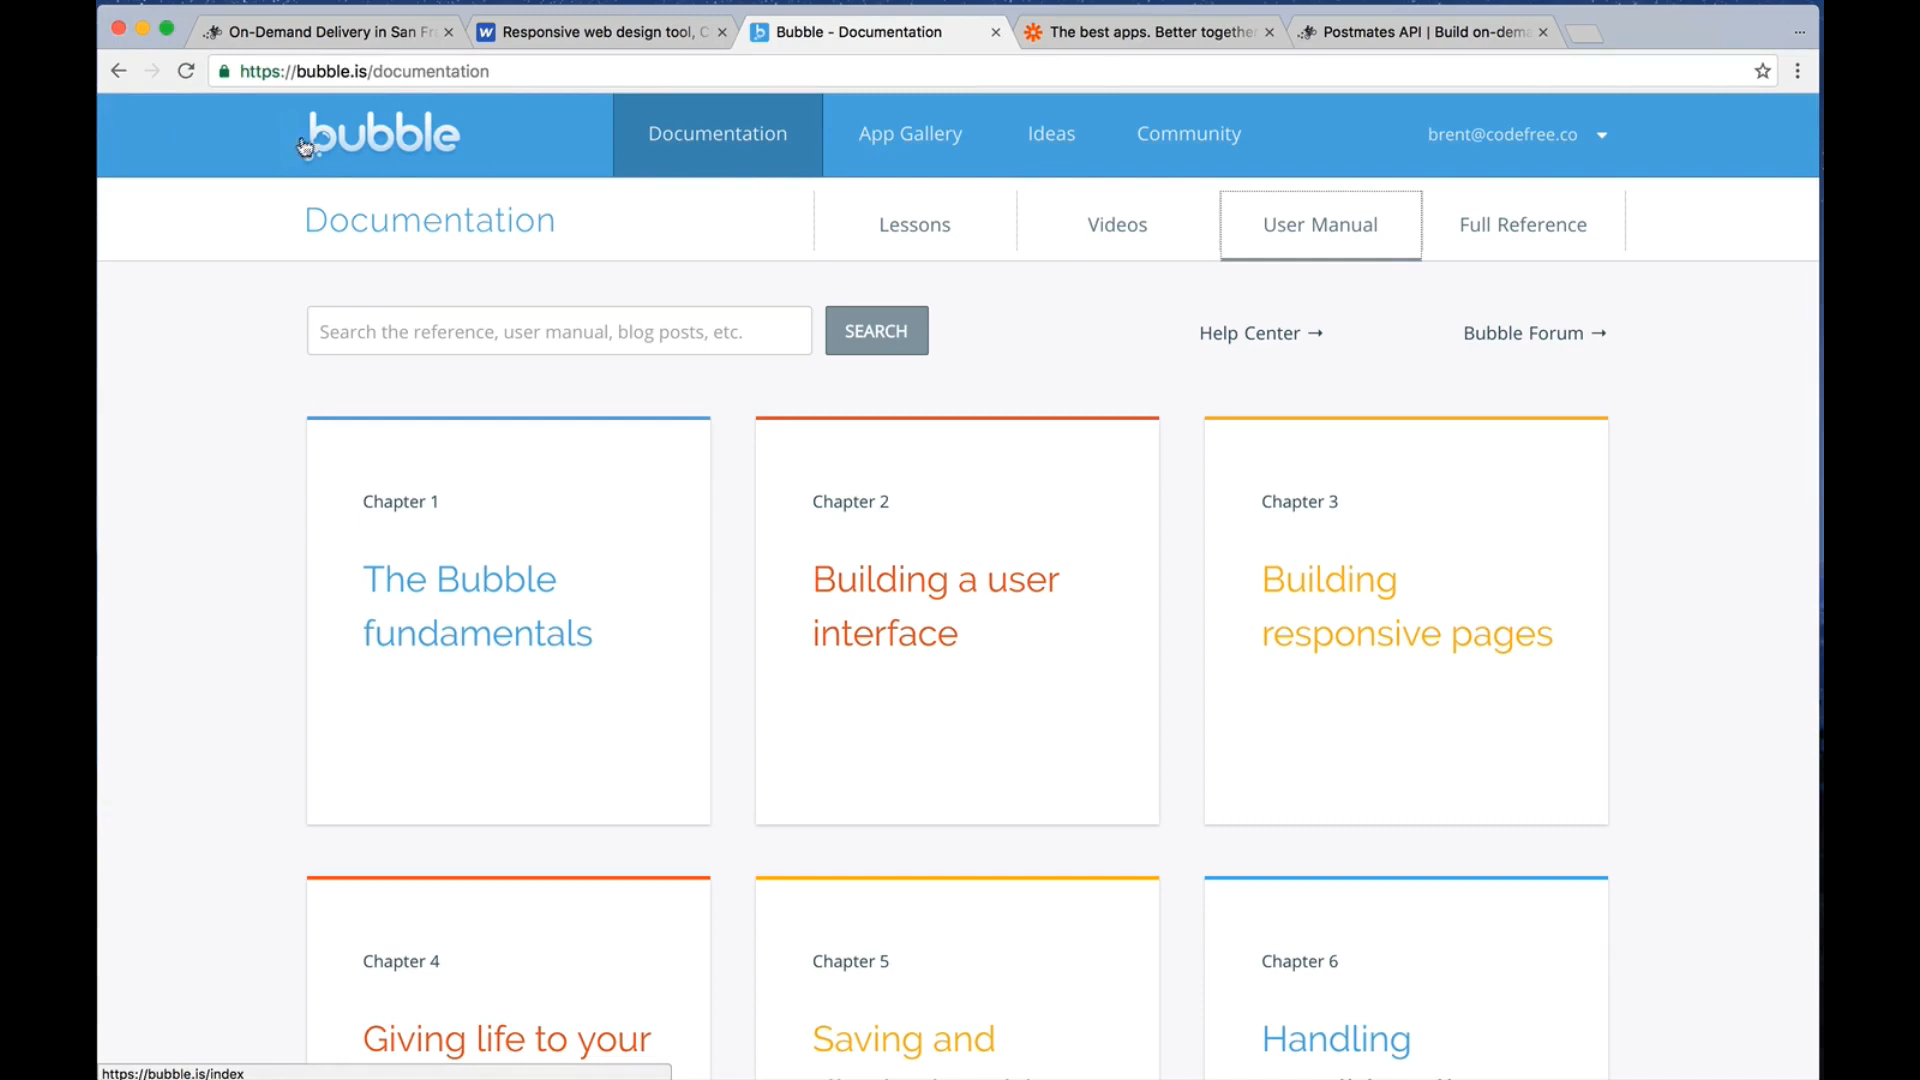 On-Demand Delivery in San Fr
Responsive web design tool, C
Bubble - Documentation
The best apps. Better together
Postmates API | Build on-dema
https://bubble.is/documentation
bubble
Documentation
App Gallery
Ideas
Community
brent@codefree.co
Documentation
Lessons
Videos
User Manual
Full Reference
Search the reference, user manual, blog posts, etc.
SEARCH
Help Center →
Bubble Forum →
Chapter 1
The Bubble
fundamentals
Chapter 2
Building a user
interface
Chapter 3
Building
responsive pages
Chapter 4
Giving life to your
Chapter 5
Saving and
Chapter 6
Handling
https://bubble.is/index